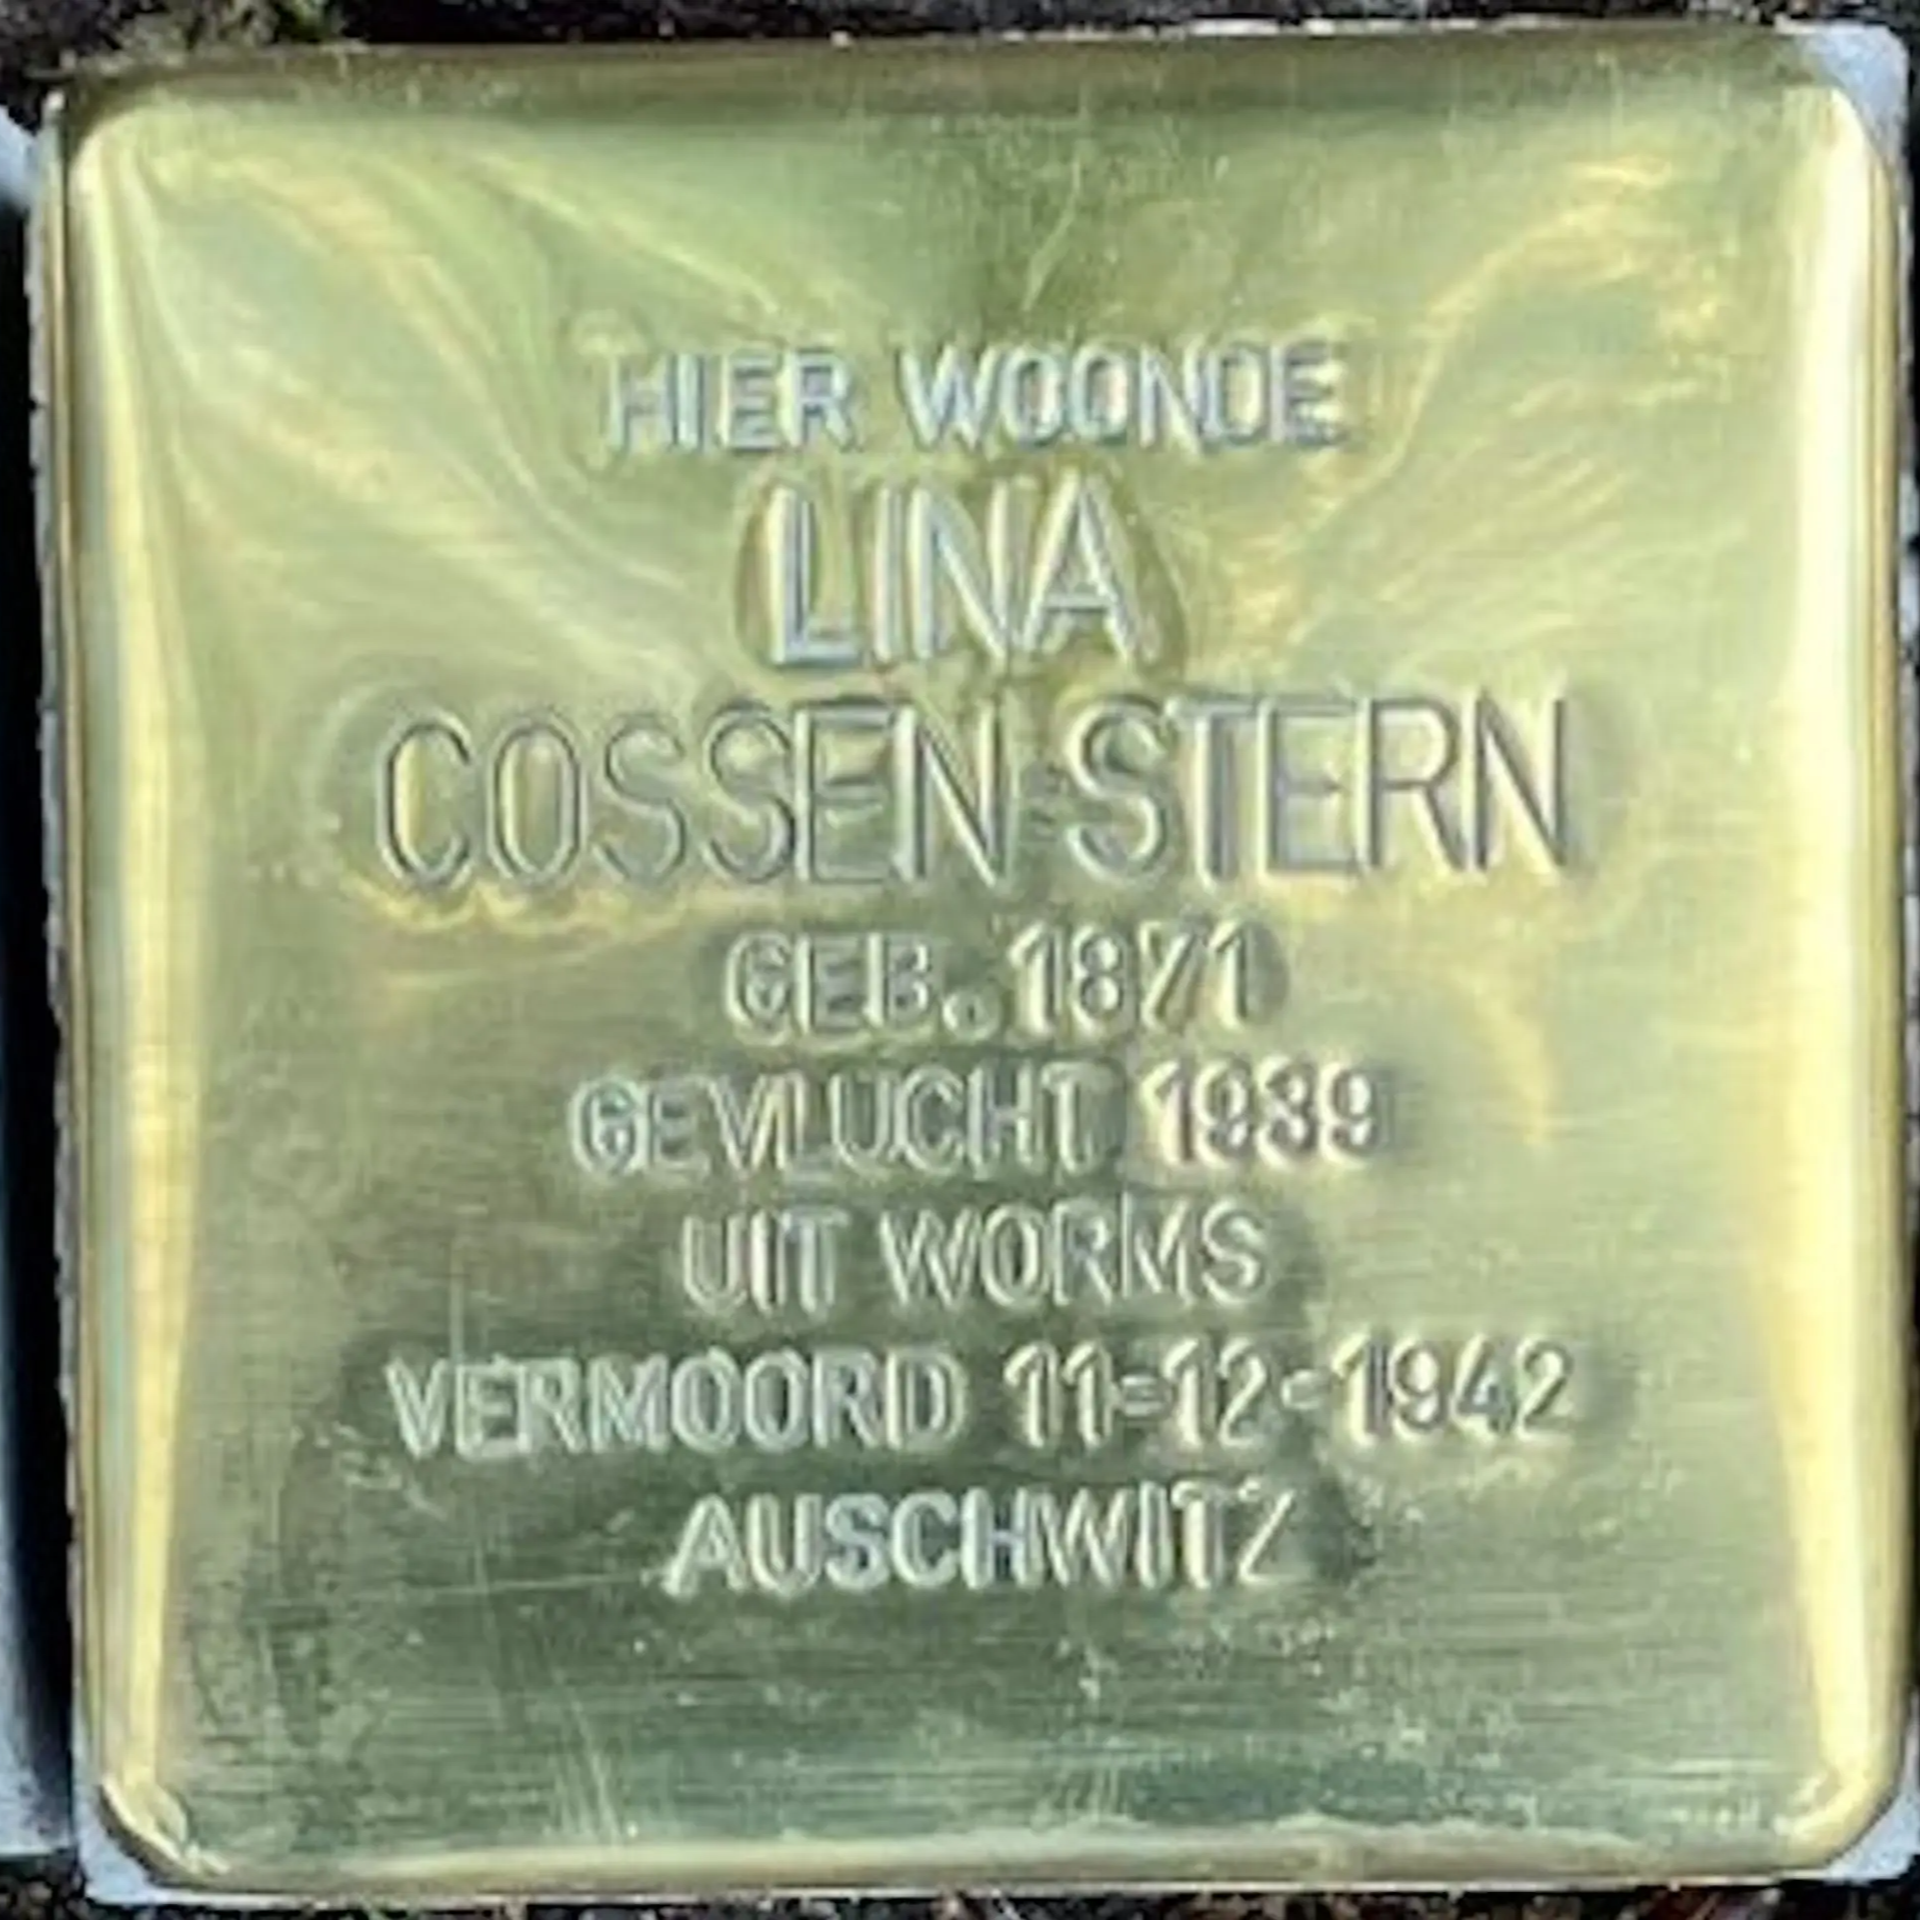 HIER WOONDE
LINA
COSSEN-STERN
GEB. 1871
GEVLUCHT 1939
UIT WORMS
VERMOORD 11-12-1942
AUSCHWITZ